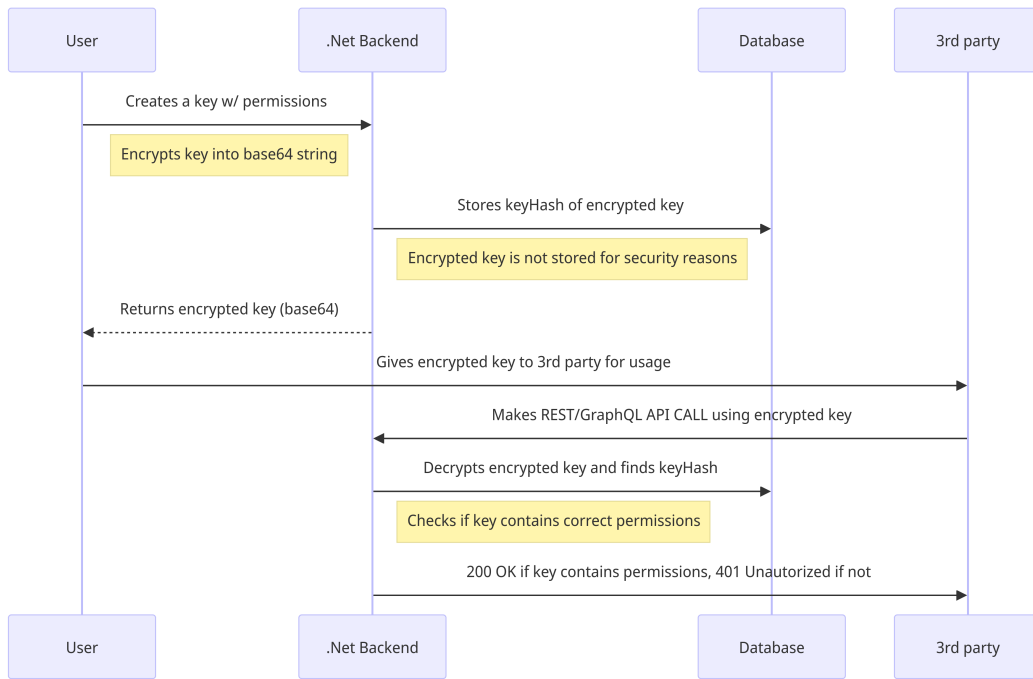 User
.Net Backend
Database
3rd party
Creates a key w/ permissions
Encrypts key into base64 string
Stores keyHash of encrypted key
Encrypted key is not stored for security reasons
Returns encrypted key (base64)
Gives encrypted key to 3rd party for usage
Makes REST/GraphQL API CALL using encrypted key
Decrypts encrypted key and finds keyHash
Checks if key contains correct permissions
200 OK if key contains permissions, 401 Unautorized if not
User
.Net Backend
Database
3rd party